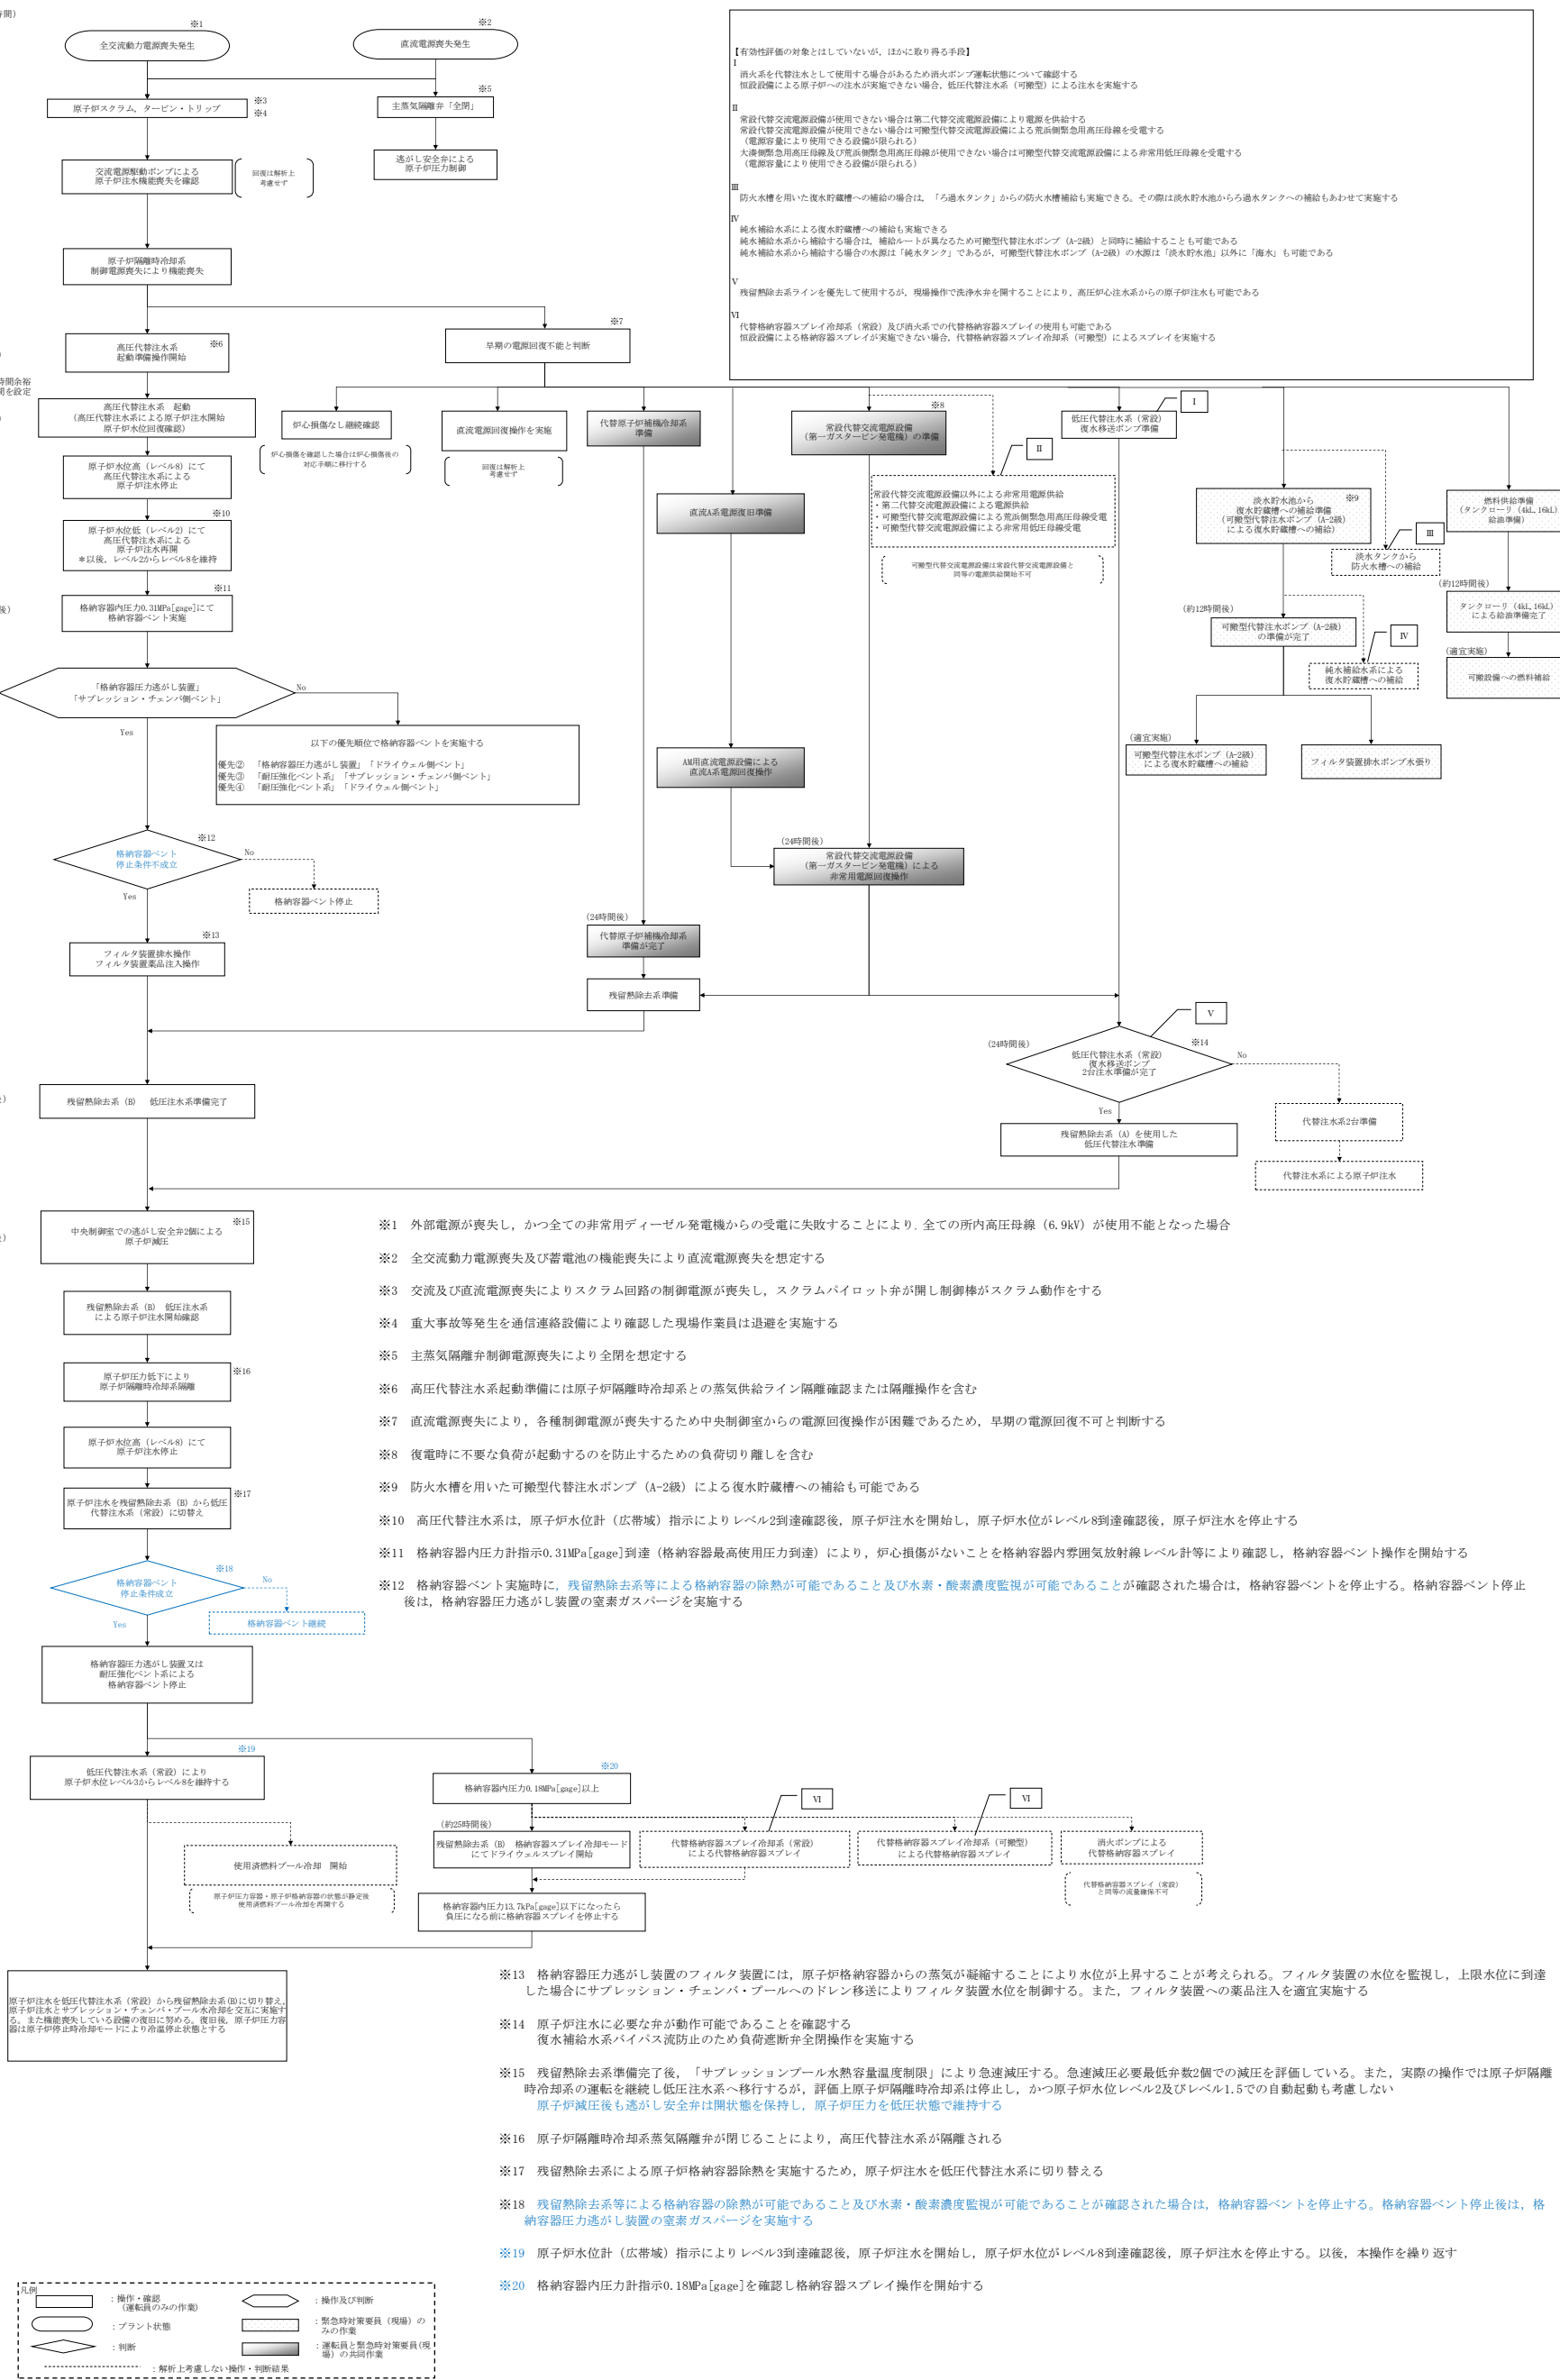 時間)
※1
※2
全交流動力電源喪失発生
直流電源喪失発生
※3
※4
原子炉スクラム，タービン・トリップ
※5
主蒸気隔離弁「全閉」
交流電源駆動ポンプによる
原子炉注水機能喪失を確認
回復は解析上
考慮せず
逃がし安全弁による
原子炉圧力制御
原子炉隔離時冷却系
制御電源喪失により機能喪失
【有効性評価の対象とはしていないが，ほかに取り得る手段】
Ⅰ
消火系を代替注水として使用する場合があるため消火ポンプ運転状態について確認する
恒設設備による原子炉への注水が実施できない場合，低圧代替注水系（可搬型）による注水を実施する
Ⅱ
常設代替交流電源設備が使用できない場合は第二代替交流電源設備により電源を供給する
常設代替交流電源設備が使用できない場合は可搬型代替交流電源設備による荒浜側緊急用高圧母線を受電する
（電源容量により使用できる設備が限られる）
大湊側緊急用高圧母線及び荒浜側緊急用高圧母線が使用できない場合は可搬型代替交流電源設備による非常用低圧母線を受電する
（電源容量により使用できる設備が限られる）
Ⅲ
防火水槽を用いた復水貯蔵槽への補給の場合は，「ろ過水タンク」からの防火水槽補給も実施できる。その際は淡水貯水池からろ過水タンクへの補給もあわせて実施する
Ⅳ
純水補給水系による復水貯蔵槽への補給も実施できる
純水補給水系から補給する場合は，補給ルートが異なるため可搬型代替注水ポンプ（A-2級）と同時に補給することも可能である
純水補給水系から補給する場合の水源は「純水タンク」であるが，可搬型代替注水ポンプ（A-2級）の水源は「淡水貯水池」以外に「海水」も可能である
Ⅴ
残留熱除去系ラインを優先して使用するが，現場操作で洗浄水弁を開することにより，高圧炉心注水系からの原子炉注水も可能である
Ⅵ
代替格納容器スプレイ冷却系（常設）及び消火系での代替格納容器スプレイの使用も可能である
恒設設備による格納容器スプレイが実施できない場合，代替格納容器スプレイ冷却系（可搬型）によるスプレイを実施する
高圧代替注水系
起動準備操作開始
※6
※7
早期の電源回復不能と判断
)
時間余裕
間を設定
)
高圧代替注水系　起動
（高圧代替注水系による原子炉注水開始
原子炉水位回復確認）
炉心損傷なし継続確認
炉心損傷を確認した場合は炉心損傷後の
対応手順に移行する
直流電源回復操作を実施
回復は解析上
考慮せず
代替原子炉補機冷却系
準備
※8
常設代替交流電源設備
（第一ガスタービン発電機）の準備
低圧代替注水系（常設）
復水移送ポンプ準備
Ⅰ
Ⅱ
原子炉水位高（レベル8）にて
高圧代替注水系による
原子炉注水停止
直流A系電源復旧準備
常設代替交流電源設備以外による非常用電源供給
・第二代替交流電源設備による電源供給
・可搬型代替交流電源設備による荒浜側緊急用高圧母線受電
・可搬型代替交流電源設備による非常用低圧母線受電
可搬型代替交流電源設備は常設代替交流電源設備と
同等の電源供給開始不可
淡水貯水池から
復水貯蔵槽への補給準備
（可搬型代替注水ポンプ（A-2級）
による復水貯蔵槽への補給）
※9
Ⅲ
淡水タンクから
防火水槽への補給
燃料供給準備
（タンクローリ（4kL,16kL）
給油準備）
※10
原子炉水位低（レベル2）にて
高圧代替注水系による
原子炉注水再開
＊以後，レベル2からレベル8を維持
※11
後)
格納容器内圧力0.31MPa[gage]にて
格納容器ベント実施
(約12時間後)
可搬型代替注水ポンプ（A-2級）
の準備が完了
Ⅳ
純水補給水系による
復水貯蔵槽への補給
(約12時間後)
タンクローリ（4kL,16kL）
による給油準備完了
(適宜実施)
可搬設備への燃料補給
「格納容器圧力逃がし装置」
「サプレッション・チェンバ側ベント」
No
Yes
以下の優先順位で格納容器ベントを実施する
優先②　「格納容器圧力逃がし装置」「ドライウェル側ベント」
優先③　「耐圧強化ベント系」「サプレッション・チェンバ側ベント」
優先④　「耐圧強化ベント系」「ドライウェル側ベント」
AM用直流電源設備による
直流A系電源回復操作
(適宜実施)
可搬型代替注水ポンプ（A-2級）
による復水貯蔵槽への補給
フィルタ装置排水ポンプ水張り
※12
格納容器ベント
停止条件不成立
No
Yes
格納容器ベント停止
(24時間後)
常設代替交流電源設備
（第一ガスタービン発電機）による
非常用電源回復操作
※13
フィルタ装置排水操作
フィルタ装置薬品注入操作
(24時間後)
代替原子炉補機冷却系
準備が完了
残留熱除去系準備
Ⅴ
(24時間後)
※14
低圧代替注水系（常設）
復水移送ポンプ
2台注水準備が完了
No
Yes
後)
残留熱除去系（B）　低圧注水系準備完了
代替注水系2台準備
残留熱除去系（A）を使用した
低圧代替注水準備
代替注水系による原子炉注水
後)
※15
中央制御室での逃がし安全弁2個による
原子炉減圧
残留熱除去系（B）　低圧注水系
による原子炉注水開始確認
原子炉圧力低下により
原子炉隔離時冷却系隔離
※16
原子炉水位高（レベル8）にて
原子炉注水停止
原子炉注水を残留熱除去系（B）から低圧
代替注水系（常設）に切替え
※17
※18
格納容器ベント
停止条件成立
No
Yes
格納容器ベント継続
格納容器圧力逃がし装置又は
耐圧強化ベント系による
格納容器ベント停止
※1　外部電源が喪失し，かつ全ての非常用ディーゼル発電機からの受電に失敗することにより，全ての所内高圧母線（6.9kV）が使用不能となった場合
※2　全交流動力電源喪失及び蓄電池の機能喪失により直流電源喪失を想定する
※3　交流及び直流電源喪失によりスクラム回路の制御電源が喪失し，スクラムパイロット弁が開し制御棒がスクラム動作をする
※4　重大事故等発生を通信連絡設備により確認した現場作業員は退避を実施する
※5　主蒸気隔離弁制御電源喪失により全閉を想定する
※6　高圧代替注水系起動準備には原子炉隔離時冷却系との蒸気供給ライン隔離確認または隔離操作を含む
※7　直流電源喪失により，各種制御電源が喪失するため中央制御室からの電源回復操作が困難であるため，早期の電源回復不可と判断する
※8　復電時に不要な負荷が起動するのを防止するための負荷切り離しを含む
※9　防火水槽を用いた可搬型代替注水ポンプ（A-2級）による復水貯蔵槽への補給も可能である
※10　高圧代替注水系は，原子炉水位計（広帯域）指示によりレベル2到達確認後，原子炉注水を開始し，原子炉水位がレベル8到達確認後，原子炉注水を停止する
※11　格納容器内圧力計指示0.31MPa[gage]到達（格納容器最高使用圧力到達）により，炉心損傷がないことを格納容器内雰囲気放射線レベル計等により確認し，格納容器ベント操作を開始する
※12　格納容器ベント実施時に，残留熱除去系等による格納容器の除熱が可能であること及び水素・酸素濃度監視が可能であることが確認された場合は，格納容器ベントを停止する。格納容器ベント停止
後は，格納容器圧力逃がし装置の窒素ガスパージを実施する
※19
低圧代替注水系（常設）により
原子炉水位レベル3からレベル8を維持する
※20
格納容器内圧力0.18MPa[gage]以上
Ⅵ
Ⅵ
(約25時間後)
残留熱除去系（B）　格納容器スプレイ冷却モード
にてドライウェルスプレイ開始
代替格納容器スプレイ冷却系（常設）
による代替格納容器スプレイ
代替格納容器スプレイ冷却系（可搬型）
による代替格納容器スプレイ
消火ポンプによる
代替格納容器スプレイ
代替格納容器スプレイ（常設）
と同等の流量確保不可
使用済燃料プール冷却　開始
原子炉圧力容器・原子炉格納容器の状態が静定後
使用済燃料プール冷却を再開する
格納容器内圧力13.7kPa[gage]以下になったら
負圧になる前に格納容器スプレイを停止する
原子炉注水を低圧代替注水系（常設）から残留熱除去系(B)に切り替え，
原子炉注水とサプレッション・チェンバ・プール水冷却を交互に実施す
る。また機能喪失している設備の復旧に努める。復旧後，原子炉圧力容
器は原子炉停止時冷却モードにより冷温停止状態とする
※13　格納容器圧力逃がし装置のフィルタ装置には，原子炉格納容器からの蒸気が凝縮することにより水位が上昇することが考えられる。フィルタ装置の水位を監視し，上限水位に到達
した場合にサプレッション・チェンバ・プールへのドレン移送によりフィルタ装置水位を制御する。また，フィルタ装置への薬品注入を適宜実施する
※14　原子炉注水に必要な弁が動作可能であることを確認する
復水補給水系バイパス流防止のため負荷遮断弁全閉操作を実施する
※15　残留熱除去系準備完了後，「サプレッションプール水熱容量温度制限」により急速減圧する。急速減圧必要最低弁数2個での減圧を評価している。また，実際の操作では原子炉隔離
時冷却系の運転を継続し低圧注水系へ移行するが，評価上原子炉隔離時冷却系は停止し，かつ原子炉水位レベル2及びレベル1.5での自動起動も考慮しない
原子炉減圧後も逃がし安全弁は開状態を保持し，原子炉圧力を低圧状態で維持する
※16　原子炉隔離時冷却系蒸気隔離弁が閉じることにより，高圧代替注水系が隔離される
※17　残留熱除去系による原子炉格納容器除熱を実施するため，原子炉注水を低圧代替注水系に切り替える
※18　残留熱除去系等による格納容器の除熱が可能であること及び水素・酸素濃度監視が可能であることが確認された場合は，格納容器ベントを停止する。格納容器ベント停止後は，格
納容器圧力逃がし装置の窒素ガスパージを実施する
※19　原子炉水位計（広帯域）指示によりレベル3到達確認後，原子炉注水を開始し，原子炉水位がレベル8到達確認後，原子炉注水を停止する。以後，本操作を繰り返す
※20　格納容器内圧力計指示0.18MPa[gage]を確認し格納容器スプレイ操作を開始する
凡例
：操作・確認
（運転員のみの作業）
：プラント状態
：判断
：操作及び判断
：緊急時対策要員（現場）の
みの作業
：運転員と緊急時対策要員(現
場）の共同作業
：解析上考慮しない操作・判断結果